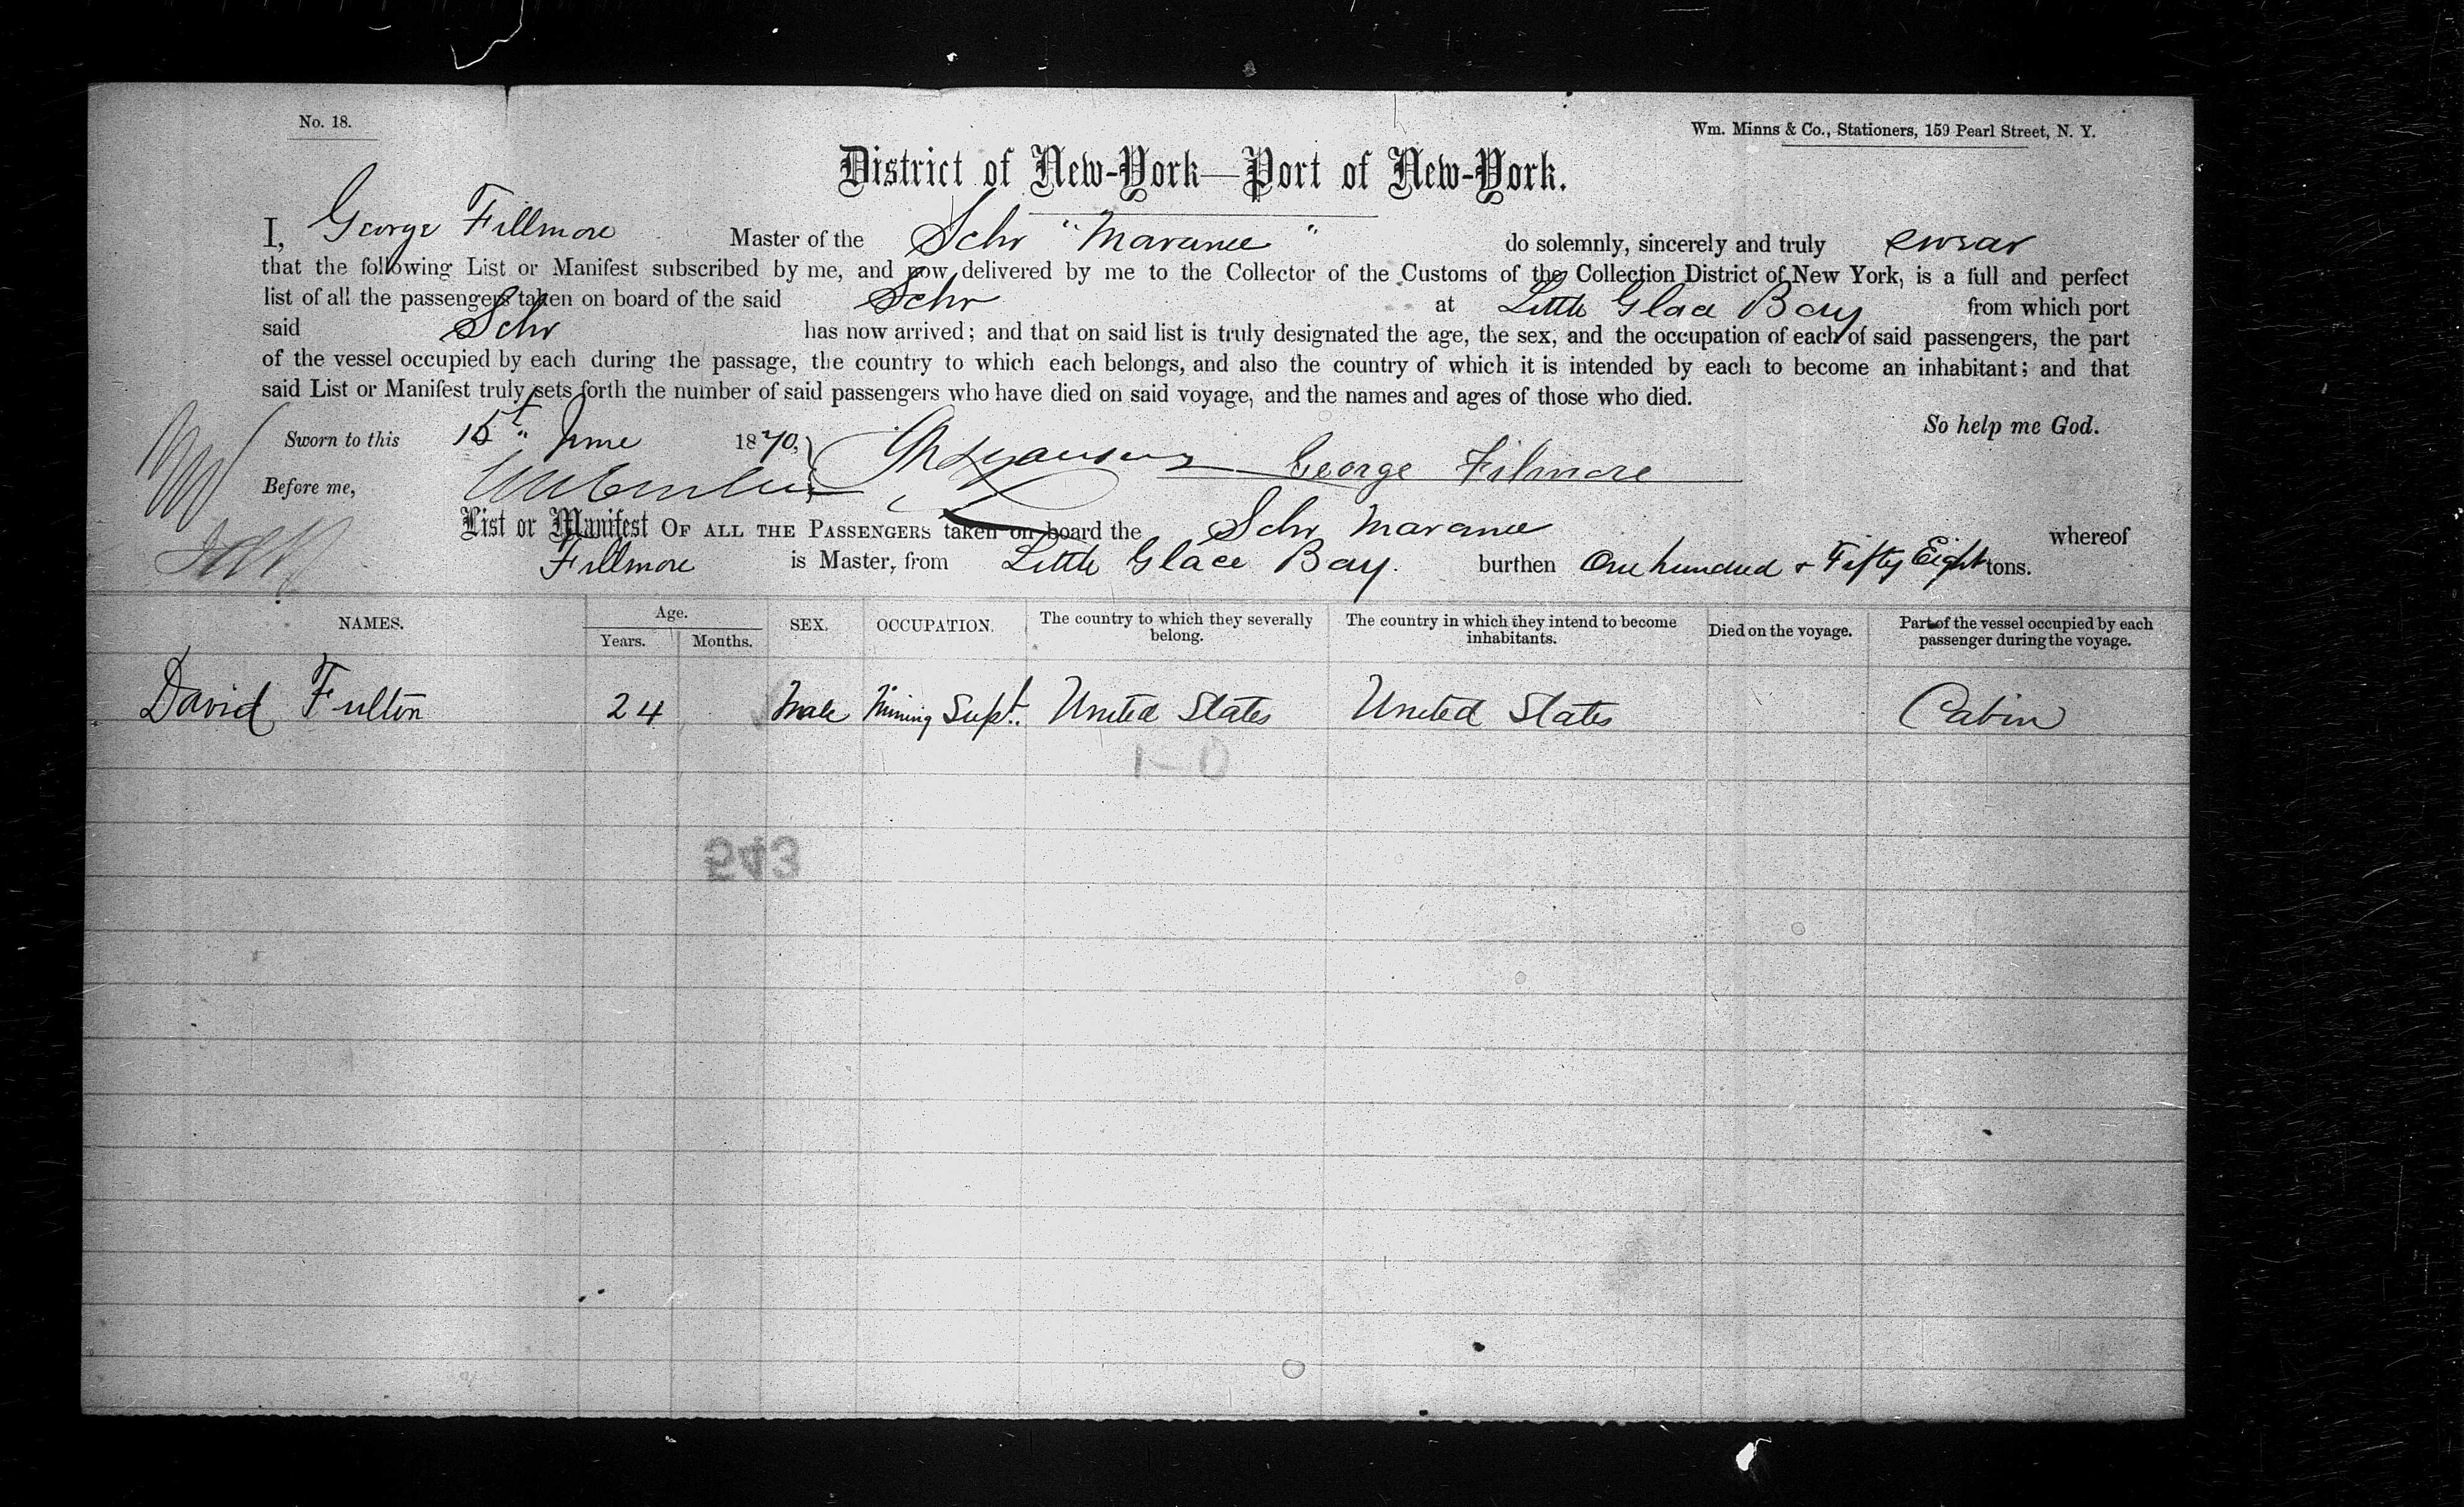 No. 18.
Wm. Minns & Co., Stationers, 159 Pearl Street, N. Y.
District of New-York—Port of New-York.
I, George Fillmore Master of the Schr "Maranee" do solemnly, sincerely and truly swear
that the following List or Manifest subscribed by me, and now delivered by me to the Collector of the Customs of the Collection District of New York, is a full and perfect
list of all the passengers taken on board of the said Schr at Little Glace Bay from which port
said Schr has now arrived; and that on said list is truly designated the age, the sex, and the occupation of each of said passengers, the part
of the vessel occupied by each during the passage, the country to which each belongs, and also the country of which it is intended by each to become an inhabitant; and that
said List or Manifest truly sets forth the number of said passengers who have died on said voyage, and the names and ages of those who died.
So help me God.
Sworn to this 15th June 1870,
George Filmore
Before me,
List or Manifest OF ALL THE PASSENGERS taken on board the Schr Maranee whereof
Fillmore is Master, from Little Glace Bay. burthen One hundred + Fifty Eight tons.
NAMES. Age. Years. Months. SEX. OCCUPATION. The country to which they severally belong. The country in which they intend to become inhabitants. Died on the voyage. Part of the vessel occupied by each passenger during the voyage.
David Fulton 24 Male Mining Supt. United States United States Cabin
543